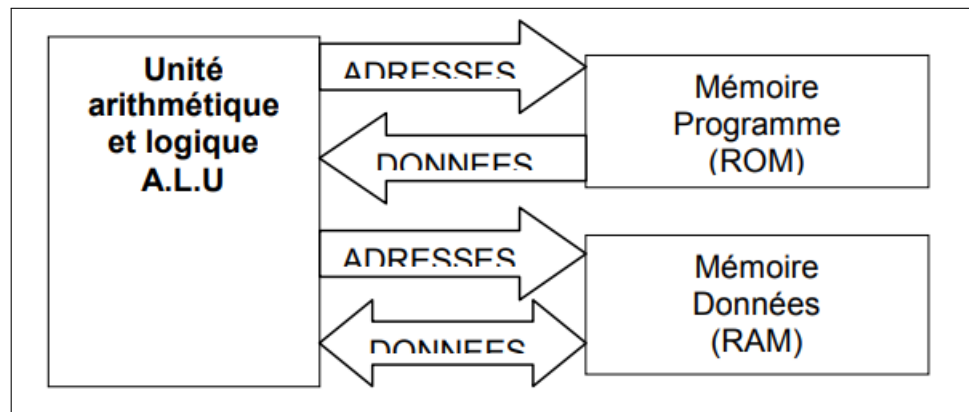 Unité
arithmétique
et logique
A.L.U
ADRESSES
DONNEES
ADRESSES
DONNEES
Mémoire
Programme
(ROM)
Mémoire
Données
(RAM)